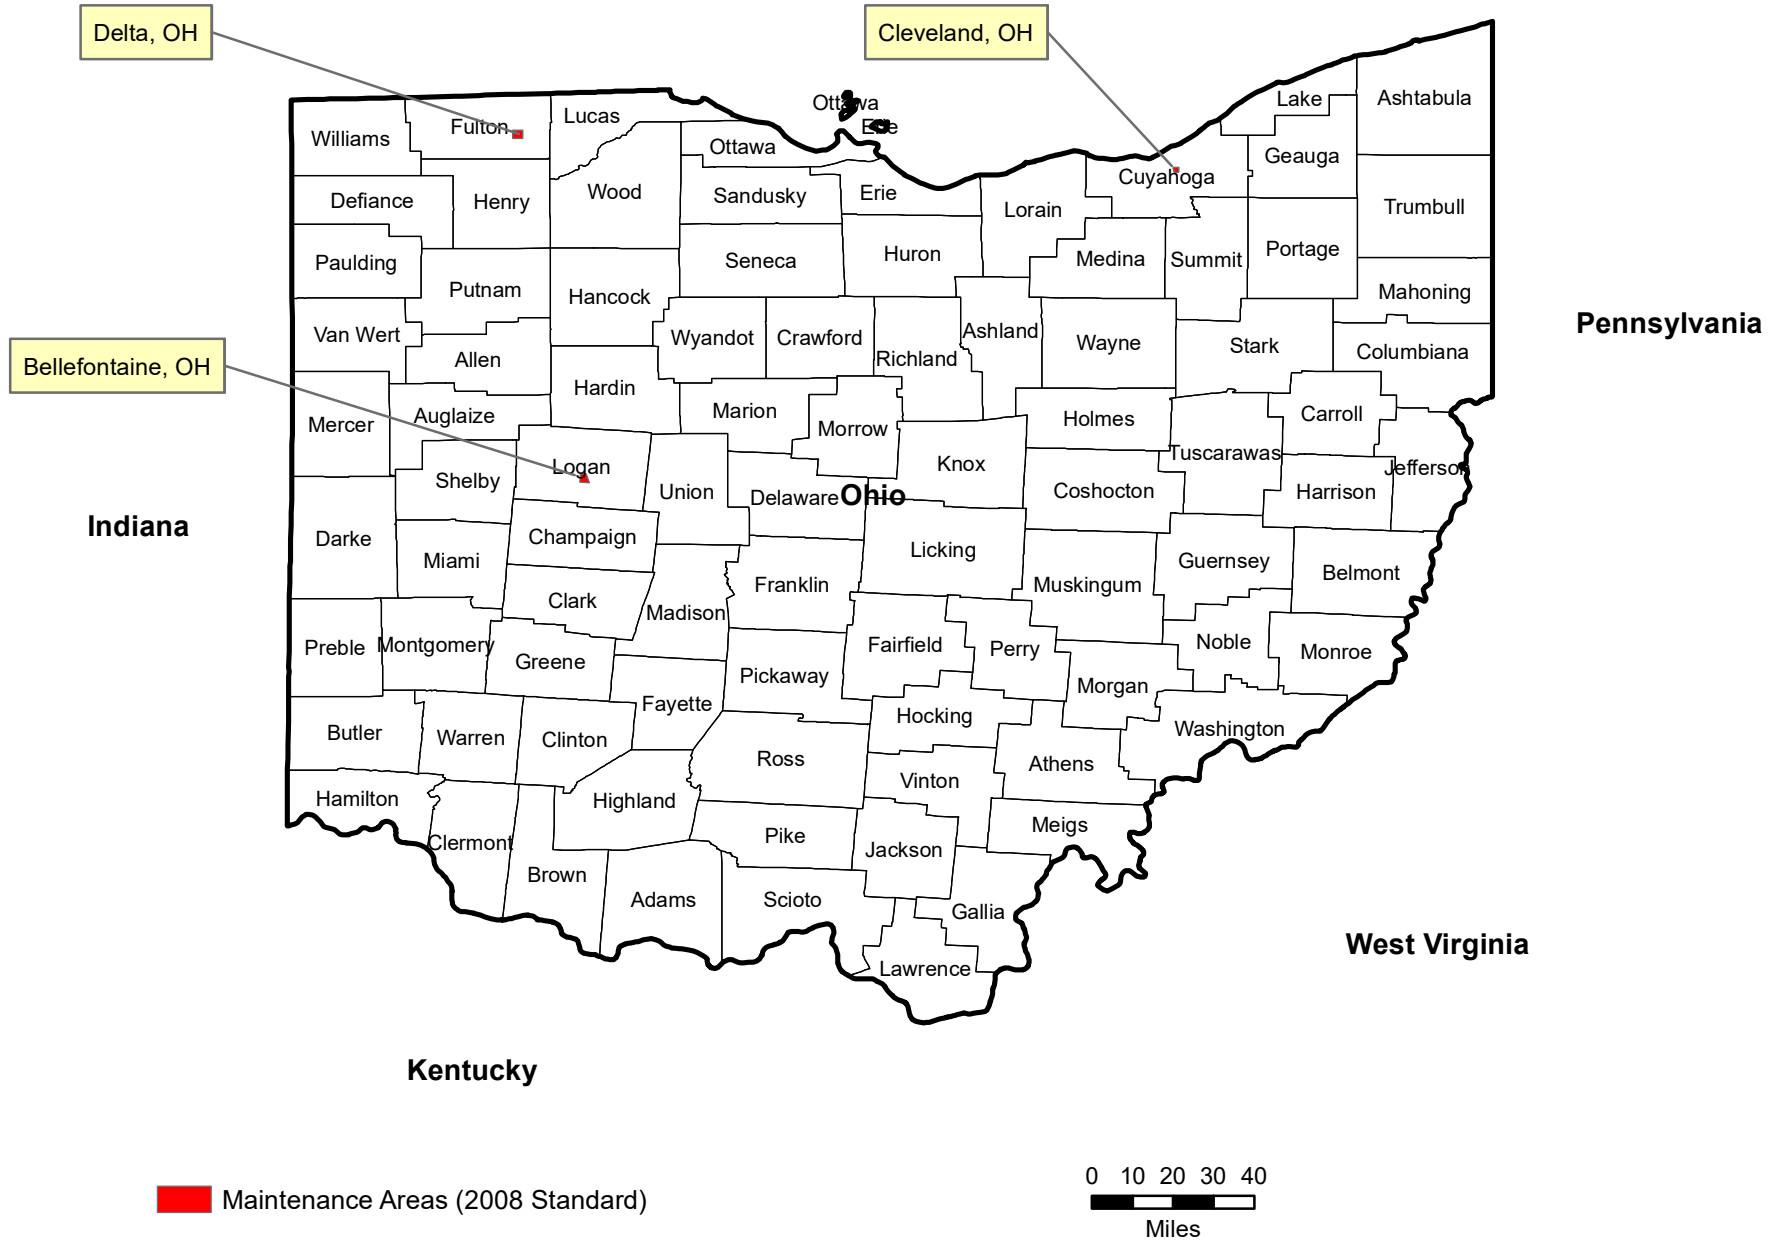 Delta, OH
Cleveland, OH
Lake
Ashtabula
Ottawa
Lucas
Fulton
Erie
Williams
Ottawa
Geauga
Cuyahoga
Wood
Sandusky
Erie
Defiance
Henry
Lorain
Trumbull
Portage
Huron
Medina
Summit
Seneca
Paulding
Putnam
Hancock
Mahoning
Pennsylvania
Van Wert
Wyandot
Crawford
Ashland
Wayne
Stark
Columbiana
Richland
Allen
Bellefontaine, OH
Hardin
Marion
Carroll
Auglaize
Mercer
Holmes
Morrow
Tuscarawas
Knox
Logan
Jefferson
Shelby
Union
Coshocton
Harrison
Delaware
Ohio
Indiana
Darke
Champaign
Licking
Miami
Guernsey
Belmont
Franklin
Muskingum
Clark
Madison
Noble
Preble
Montgomery
Fairfield
Perry
Monroe
Greene
Pickaway
Morgan
Fayette
Hocking
Washington
Butler
Warren
Clinton
Ross
Athens
Vinton
Hamilton
Highland
Meigs
Pike
Clermont
Jackson
Brown
Adams
Scioto
Gallia
West Virginia
Lawrence
Kentucky
0 10 20 30 40
Miles
Maintenance Areas (2008 Standard)